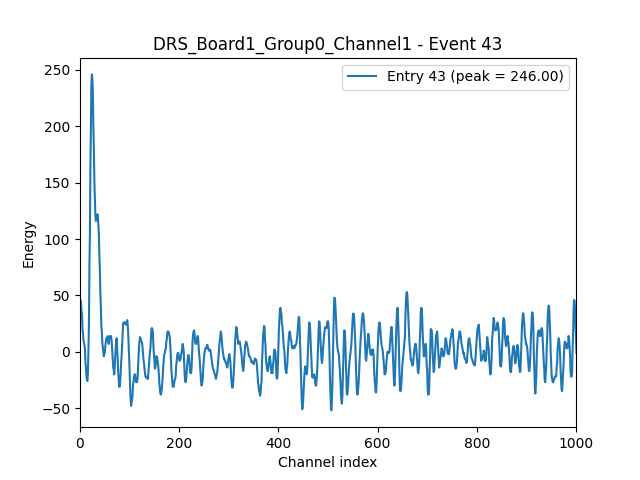 DRS_Board1_Group0_Channel1 - Event 43
Entry 43 (peak = 246.00)
250
200
150
100
50
0
−50
Energy
0 200 400 600 800 1000
Channel index